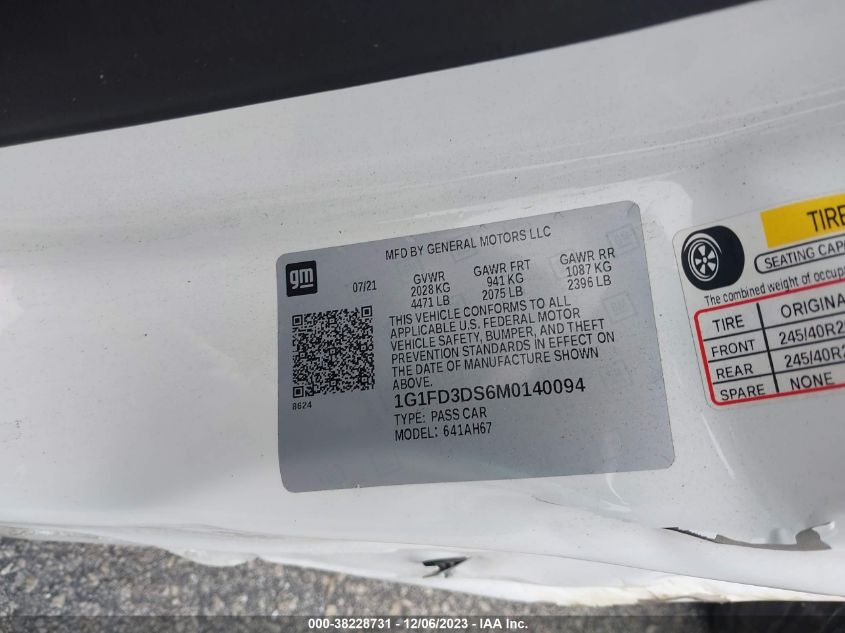 MFD BY GENERAL MOTORS LLC
gm
07/21
GVWR GAWR FRT GAWR RR
2028 KG 941 KG 1087 KG
4471 LB 2075 LB 2396 LB
THIS VEHICLE CONFORMS TO ALL
APPLICABLE U.S. FEDERAL MOTOR
VEHICLE SAFETY, BUMPER, AND THEFT
PREVENTION STANDARDS IN EFFECT ON
THE DATE OF MANUFACTURE SHOWN
ABOVE.
8624
1G1FD3DS6M0140094
TYPE: PASS CAR
MODEL: 641AH67
TIRE
SEATING CAP
The combined weight of occup
TIRE ORIGINA
FRONT 245/40R2
REAR 245/40R2
SPARE NONE
000-38228731 - 12/06/2023 - IAA Inc.